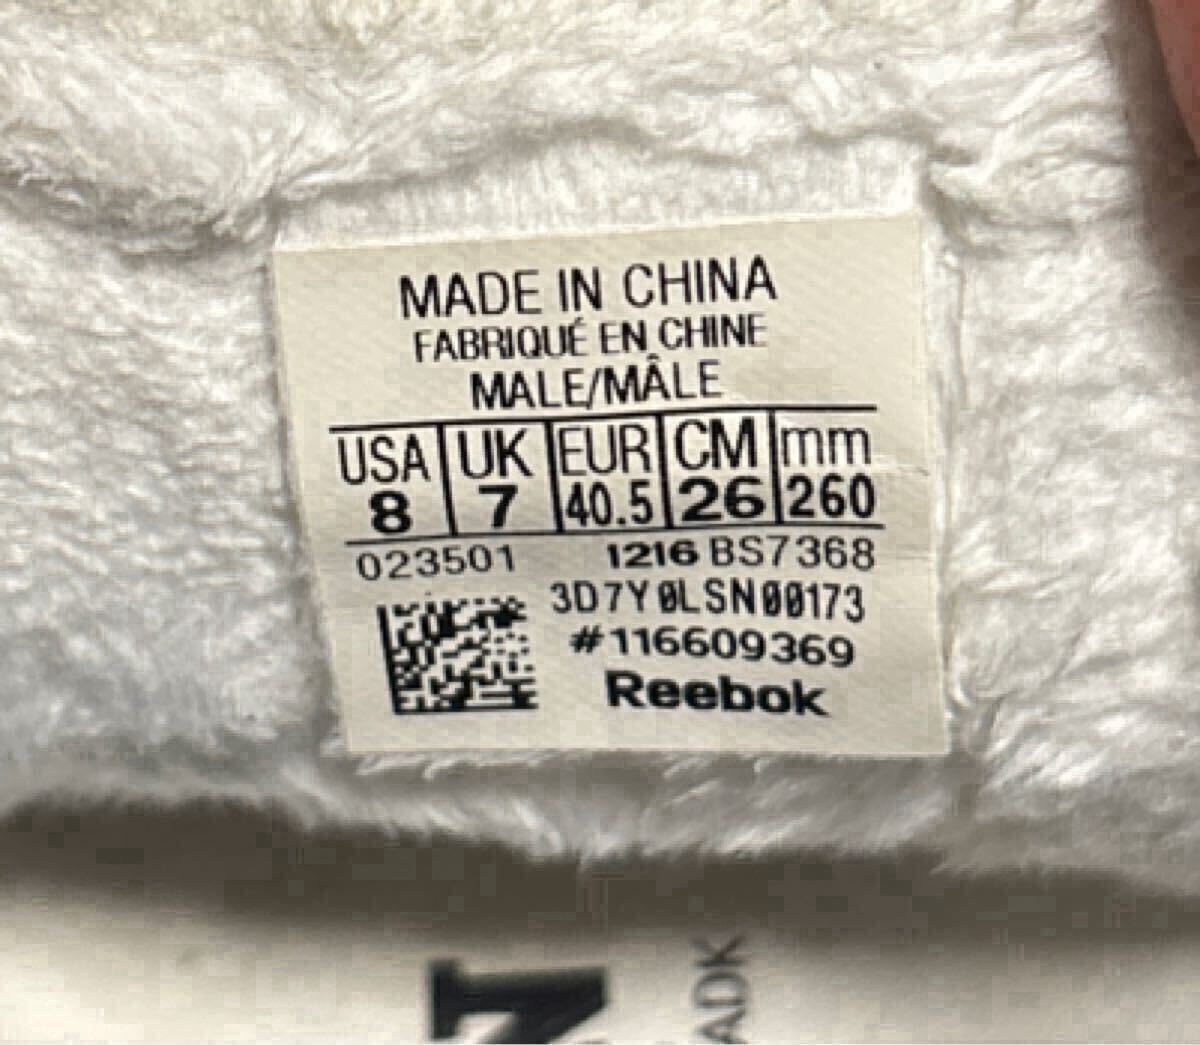 MADE IN CHINA
FABRIQUÉ EN CHINE
MALE/MÂLE
USA UK EUR CM mm
8 7 40.5 26 260
023501 1216 BS7368
3D7Y0LSN00173
#116609369
Reebok
N
ADK